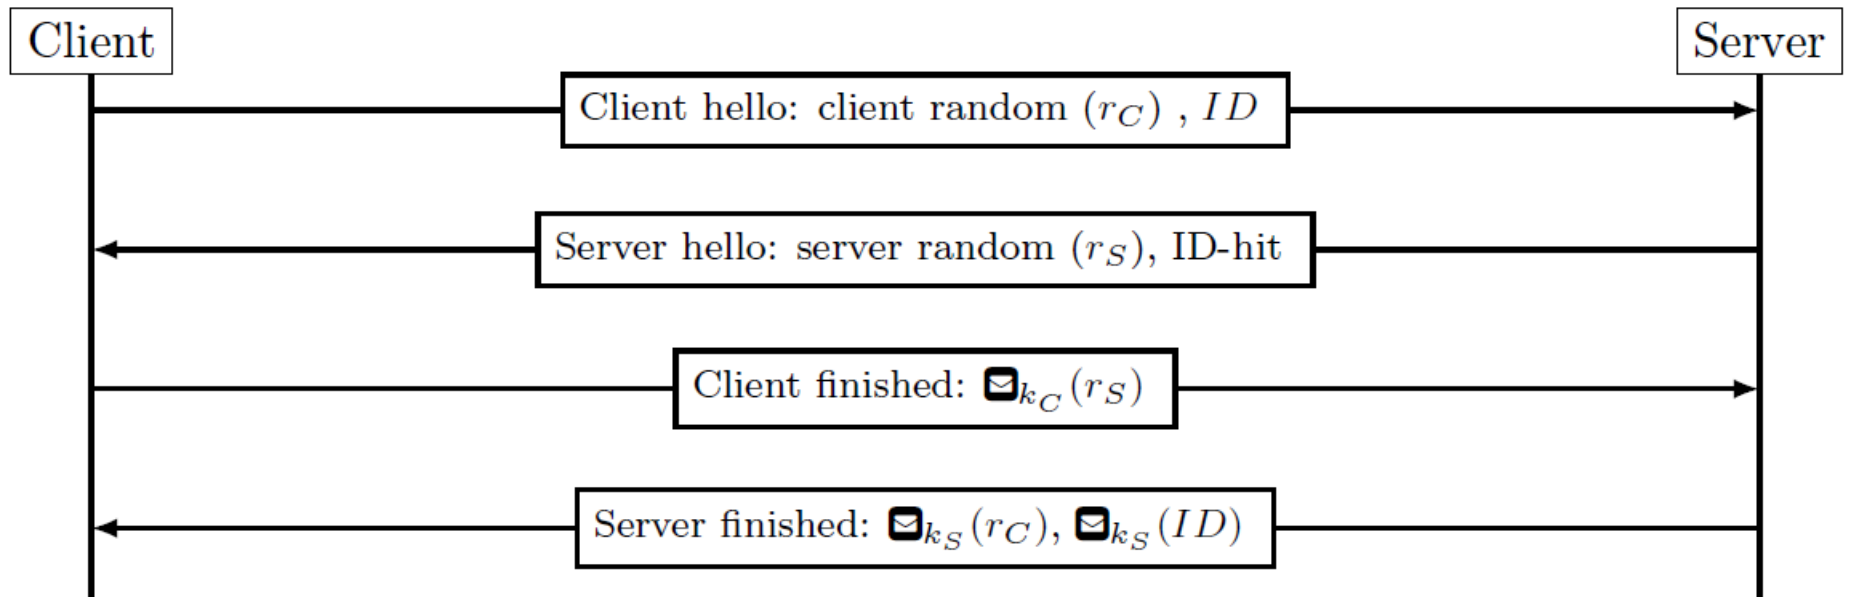 Client
Server
Client hello: client random (r_C) , ID
Server hello: server random (r_S), ID-hit
Client finished: ✉_{k_C}(r_S)
Server finished: ✉_{k_S}(r_C), ✉_{k_S}(ID)